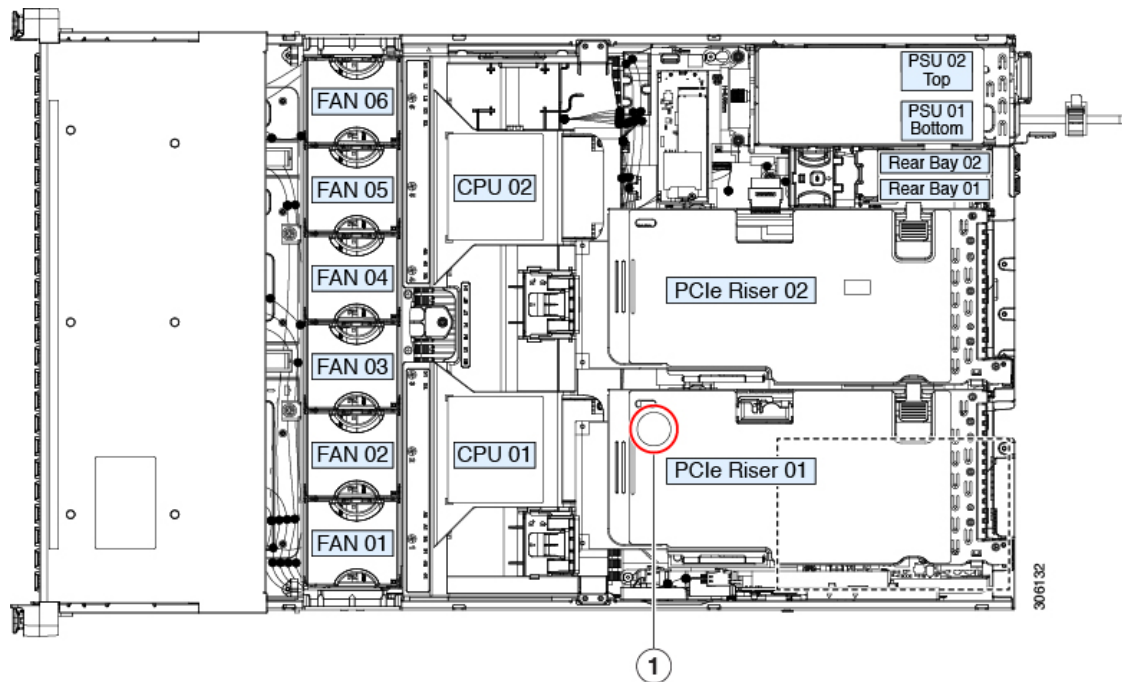 PSU 02
Top
PSU 01
Bottom
Rear Bay 02
Rear Bay 01
FAN 06
FAN 05
FAN 04
FAN 03
FAN 02
FAN 01
CPU 02
CPU 01
PCIe Riser 02
PCIe Riser 01
306132
1